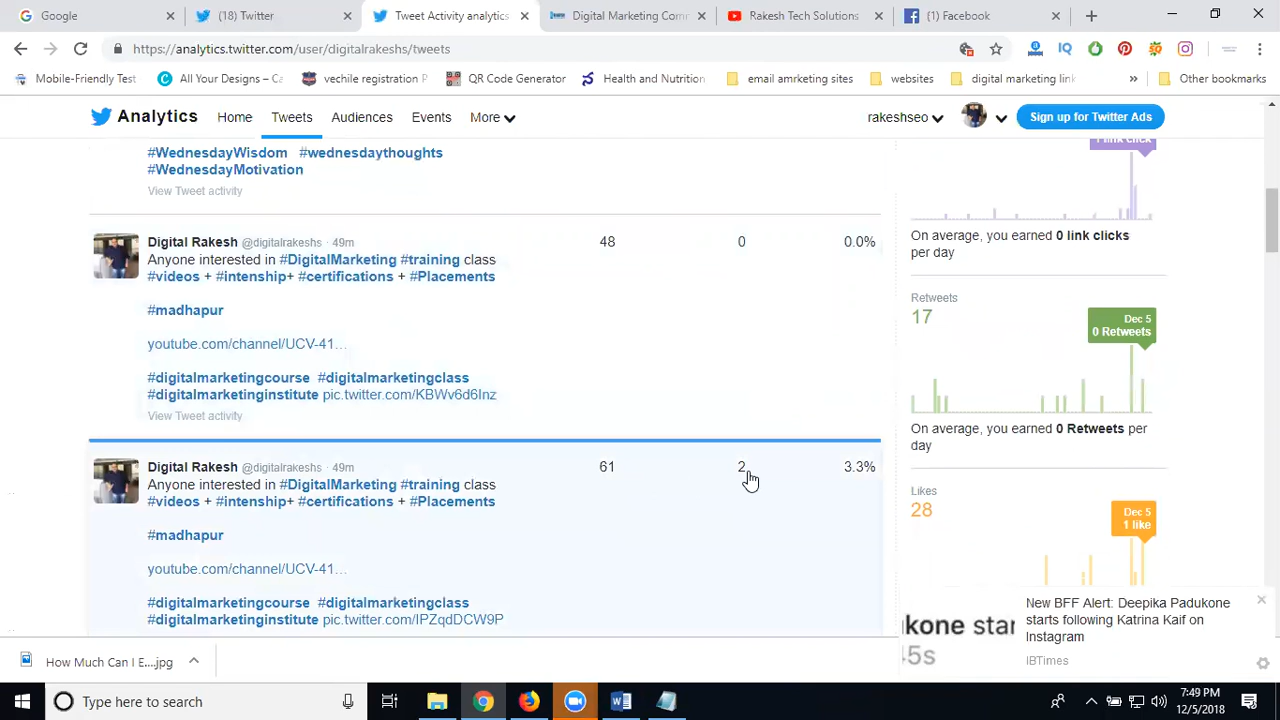 Google
(18) Twitter
Tweet Activity analytics
Digital Marketing Com
Rakesh Tech Solutions
(1) Facebook
https://analytics.twitter.com/user/digitalrakeshs/tweets
Mobile-Friendly Test
All Your Designs – Ca
vechile registration P
QR Code Generator
Health and Nutrition
email amrketing sites
websites
digital marketing link
Other bookmarks
Analytics
Home
Tweets
Audiences
Events
More
rakeshseo
Sign up for Twitter Ads
#WednesdayWisdom #wednesdaythoughts
#WednesdayMotivation
View Tweet activity
Digital Rakesh @digitalrakeshs · 49m
48
0
0.0%
Anyone interested in #DigitalMarketing #training class
#videos + #intenship+ #certifications + #Placements
#madhapur
youtube.com/channel/UCV-41…
#digitalmarketingcourse #digitalmarketingclass
#digitalmarketinginstitute pic.twitter.com/KBWv6d6Inz
View Tweet activity
Digital Rakesh @digitalrakeshs · 49m
61
2
3.3%
Anyone interested in #DigitalMarketing #training class
#videos + #intenship+ #certifications + #Placements
#madhapur
youtube.com/channel/UCV-41…
#digitalmarketingcourse #digitalmarketingclass
#digitalmarketinginstitute pic.twitter.com/IPZqdDCW9P
1 link click
On average, you earned 0 link clicks
per day
Retweets
17
Dec 5
0 Retweets
On average, you earned 0 Retweets per
day
Likes
28
Dec 5
1 like
kone star
45s
New BFF Alert: Deepika Padukone
starts following Katrina Kaif on
Instagram
IBTimes
How Much Can I E....jpg
Type here to search
7:49 PM
12/5/2018